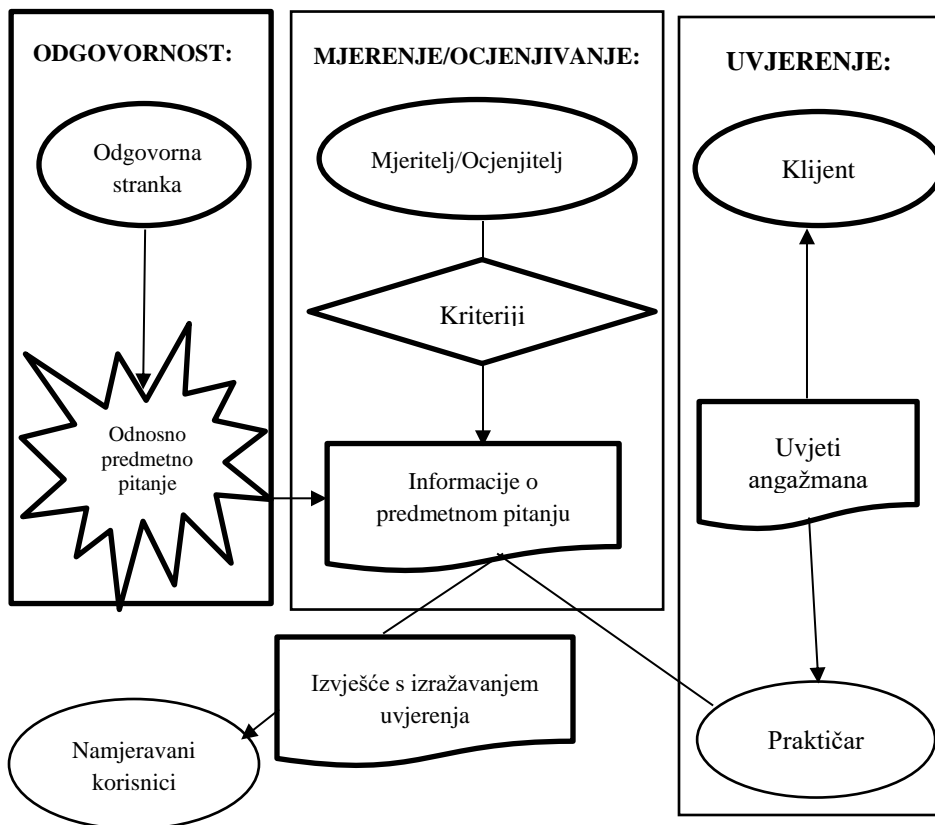 ODGOVORNOST:
Odgovorna
stranka
Odnosno
predmetno
pitanje
MJERENJE/OCJENJIVANJE:
Mjeritelj/Ocjenjitelj
Kriteriji
Informacije o
predmetnom pitanju
UVJERENJE:
Klijent
Uvjeti
angažmana
Praktičar
Izvješće s izražavanjem
uvjerenja
Namjeravani
korisnici